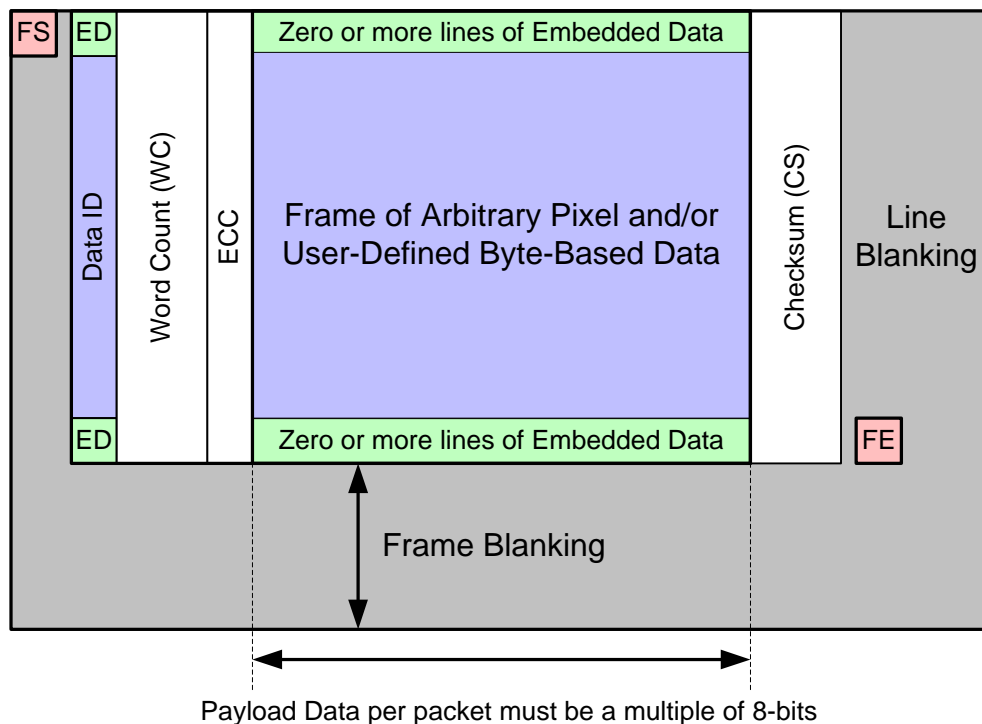 FS
ED
Zero or more lines of Embedded Data
Data ID
Word Count (WC)
ECC
Frame of Arbitrary Pixel and/or
User-Defined Byte-Based Data
Checksum (CS)
Line
Blanking
ED
Zero or more lines of Embedded Data
FE
Frame Blanking
Payload Data per packet must be a multiple of 8-bits